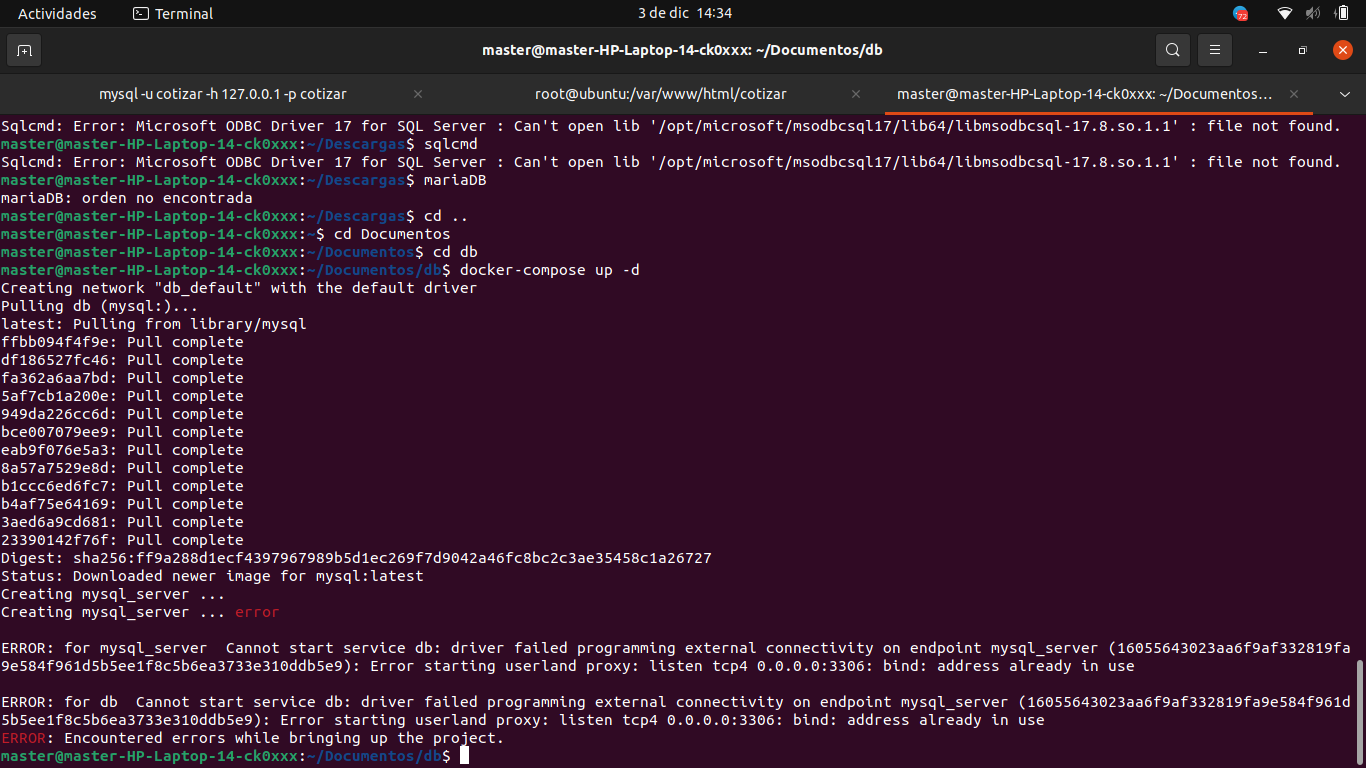 Actividades
Terminal
3 de dic 14:34
72
master@master-HP-Laptop-14-ck0xxx: ~/Documentos/db
mysql -u cotizar -h 127.0.0.1 -p cotizar
root@ubuntu:/var/www/html/cotizar
master@master-HP-Laptop-14-ck0xxx: ~/Documentos...
Sqlcmd: Error: Microsoft ODBC Driver 17 for SQL Server : Can't open lib '/opt/microsoft/msodbcsql17/lib64/libmsodbcsql-17.8.so.1.1' : file not found.
master@master-HP-Laptop-14-ck0xxx:~/Descargas$ sqlcmd
Sqlcmd: Error: Microsoft ODBC Driver 17 for SQL Server : Can't open lib '/opt/microsoft/msodbcsql17/lib64/libmsodbcsql-17.8.so.1.1' : file not found.
master@master-HP-Laptop-14-ck0xxx:~/Descargas$ mariaDB
mariaDB: orden no encontrada
master@master-HP-Laptop-14-ck0xxx:~/Descargas$ cd ..
master@master-HP-Laptop-14-ck0xxx:~$ cd Documentos
master@master-HP-Laptop-14-ck0xxx:~/Documentos$ cd db
master@master-HP-Laptop-14-ck0xxx:~/Documentos/db$ docker-compose up -d
Creating network "db_default" with the default driver
Pulling db (mysql:)...
latest: Pulling from library/mysql
ffbb094f4f9e: Pull complete
df186527fc46: Pull complete
fa362a6aa7bd: Pull complete
5af7cb1a200e: Pull complete
949da226cc6d: Pull complete
bce007079ee9: Pull complete
eab9f076e5a3: Pull complete
8a57a7529e8d: Pull complete
b1ccc6ed6fc7: Pull complete
b4af75e64169: Pull complete
3aed6a9cd681: Pull complete
23390142f76f: Pull complete
Digest: sha256:ff9a288d1ecf4397967989b5d1ec269f7d9042a46fc8bc2c3ae35458c1a26727
Status: Downloaded newer image for mysql:latest
Creating mysql_server ...
Creating mysql_server ... error
ERROR: for mysql_server  Cannot start service db: driver failed programming external connectivity on endpoint mysql_server (16055643023aa6f9af332819fa
9e584f961d5b5ee1f8c5b6ea3733e310ddb5e9): Error starting userland proxy: listen tcp4 0.0.0.0:3306: bind: address already in use
ERROR: for db  Cannot start service db: driver failed programming external connectivity on endpoint mysql_server (16055643023aa6f9af332819fa9e584f961d
5b5ee1f8c5b6ea3733e310ddb5e9): Error starting userland proxy: listen tcp4 0.0.0.0:3306: bind: address already in use
ERROR: Encountered errors while bringing up the project.
master@master-HP-Laptop-14-ck0xxx:~/Documentos/db$